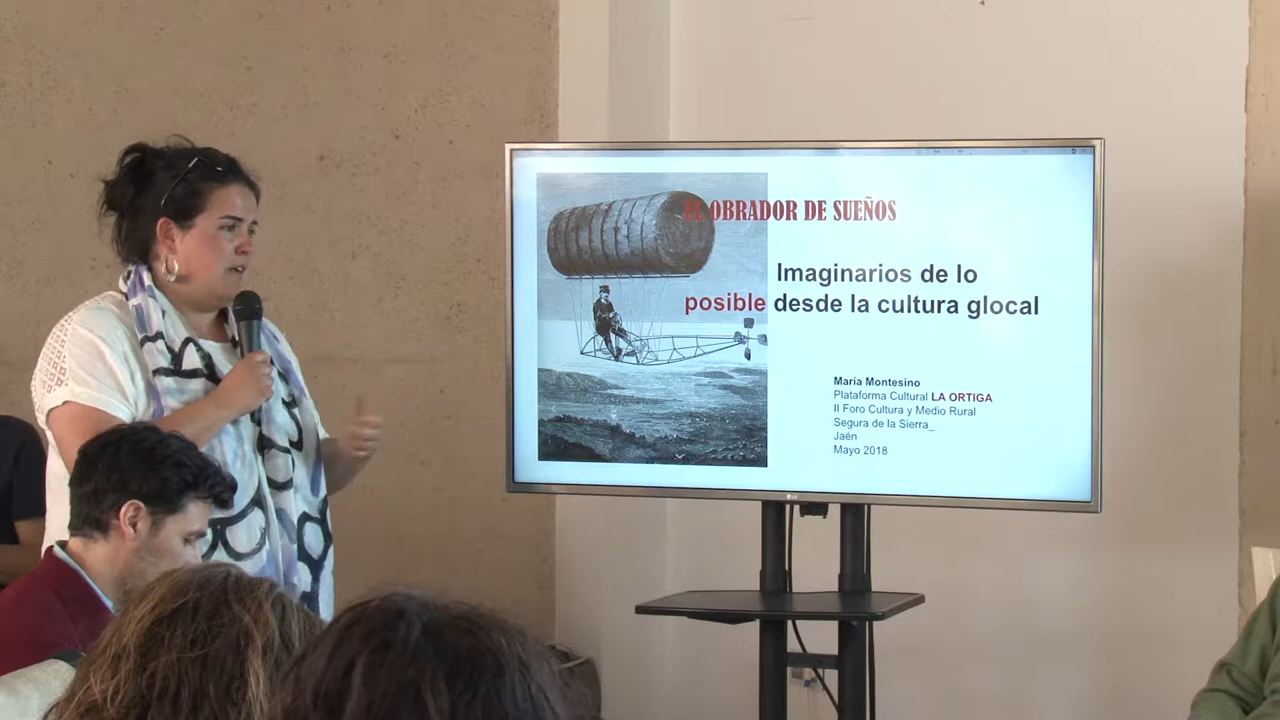 EL OBRADOR DE SUEÑOS
Imaginarios de lo
posible desde la cultura glocal
María Montesino
Plataforma Cultural LA ORTIGA
II Foro Cultura y Medio Rural
Segura de la Sierra_
Jaén
Mayo 2018
LG